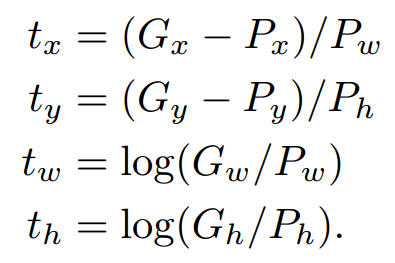 t_x = (G_x − P_x)/P_w
t_y = (G_y − P_y)/P_h
t_w = log(G_w/P_w)
t_h = log(G_h/P_h).